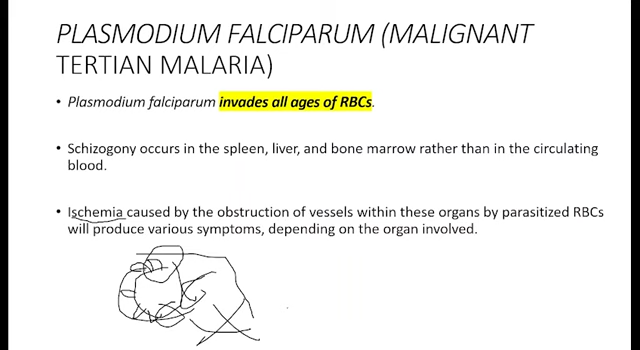 PLASMODIUM FALCIPARUM (MALIGNANT
TERTIAN MALARIA)
• Plasmodium falciparum invades all ages of RBCs.
• Schizogony occurs in the spleen, liver, and bone marrow rather than in the circulating
blood.
• Ischemia caused by the obstruction of vessels within these organs by parasitized RBCs
will produce various symptoms, depending on the organ involved.